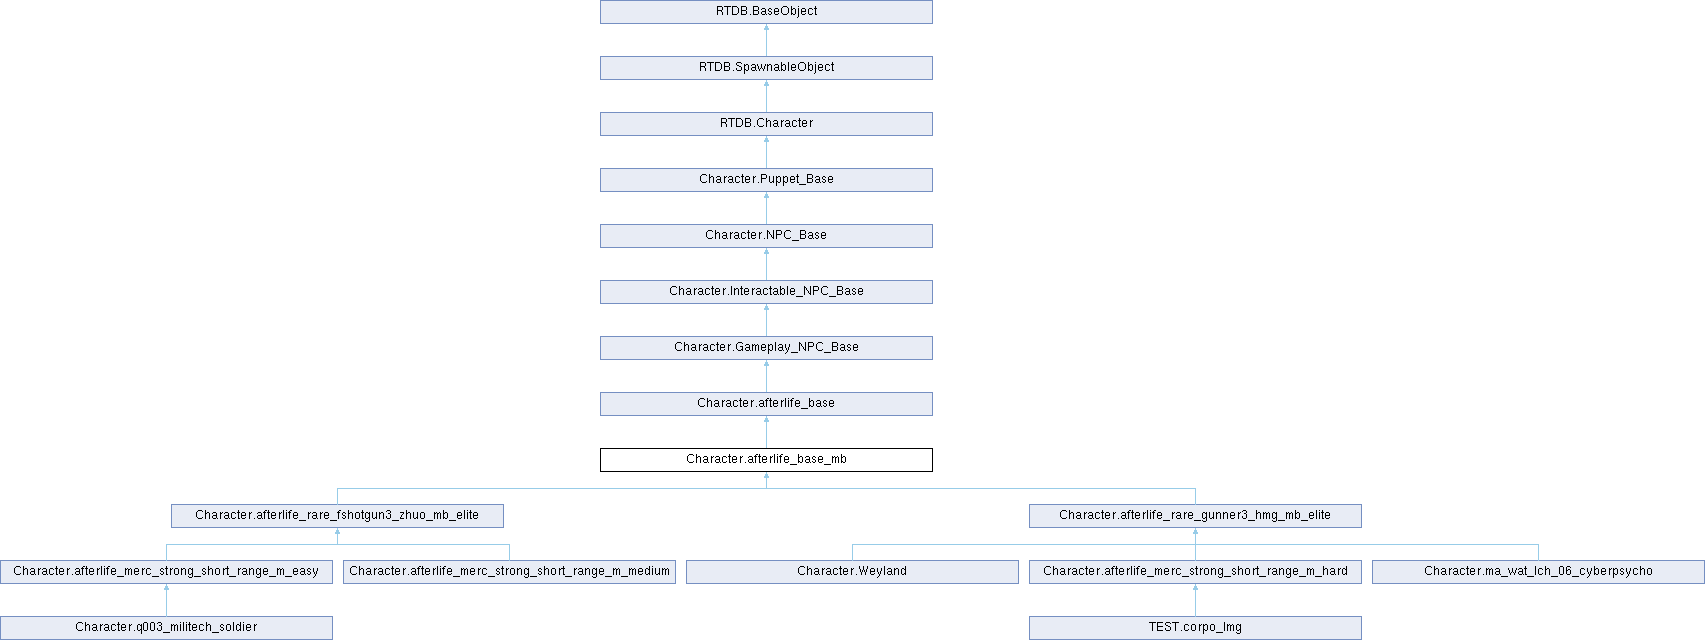 RTDB.BaseObject
RTDB.SpawnableObject
RTDB.Character
Character.Puppet_Base
Character.NPC_Base
Character.Interactable_NPC_Base
Character.Gameplay_NPC_Base
Character.afterlife_base
Character.afterlife_base_mb
Character.afterlife_rare_fshotgun3_zhuo_mb_elite
Character.afterlife_rare_gunner3_hmg_mb_elite
Character.afterlife_merc_strong_short_range_m_easy
Character.afterlife_merc_strong_short_range_m_medium
Character.Weyland
Character.afterlife_merc_strong_short_range_m_hard
Character.ma_wat_lch_06_cyberpsycho
Character.q003_militech_soldier
TEST.corpo_lmg